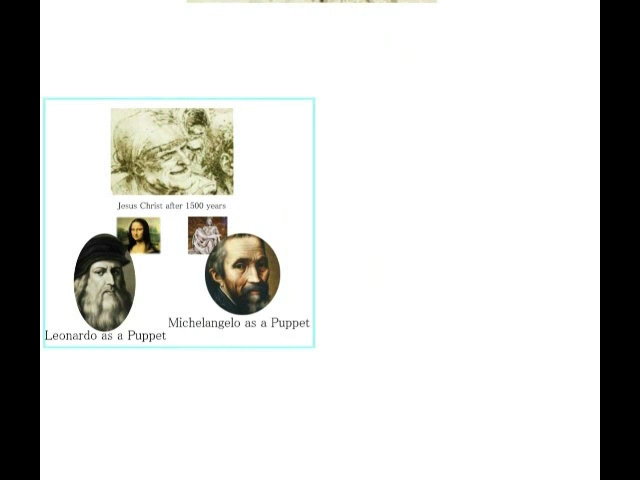 Jesus Christ after 1500 years
Michelangelo as a Puppet
Leonardo as a Puppet